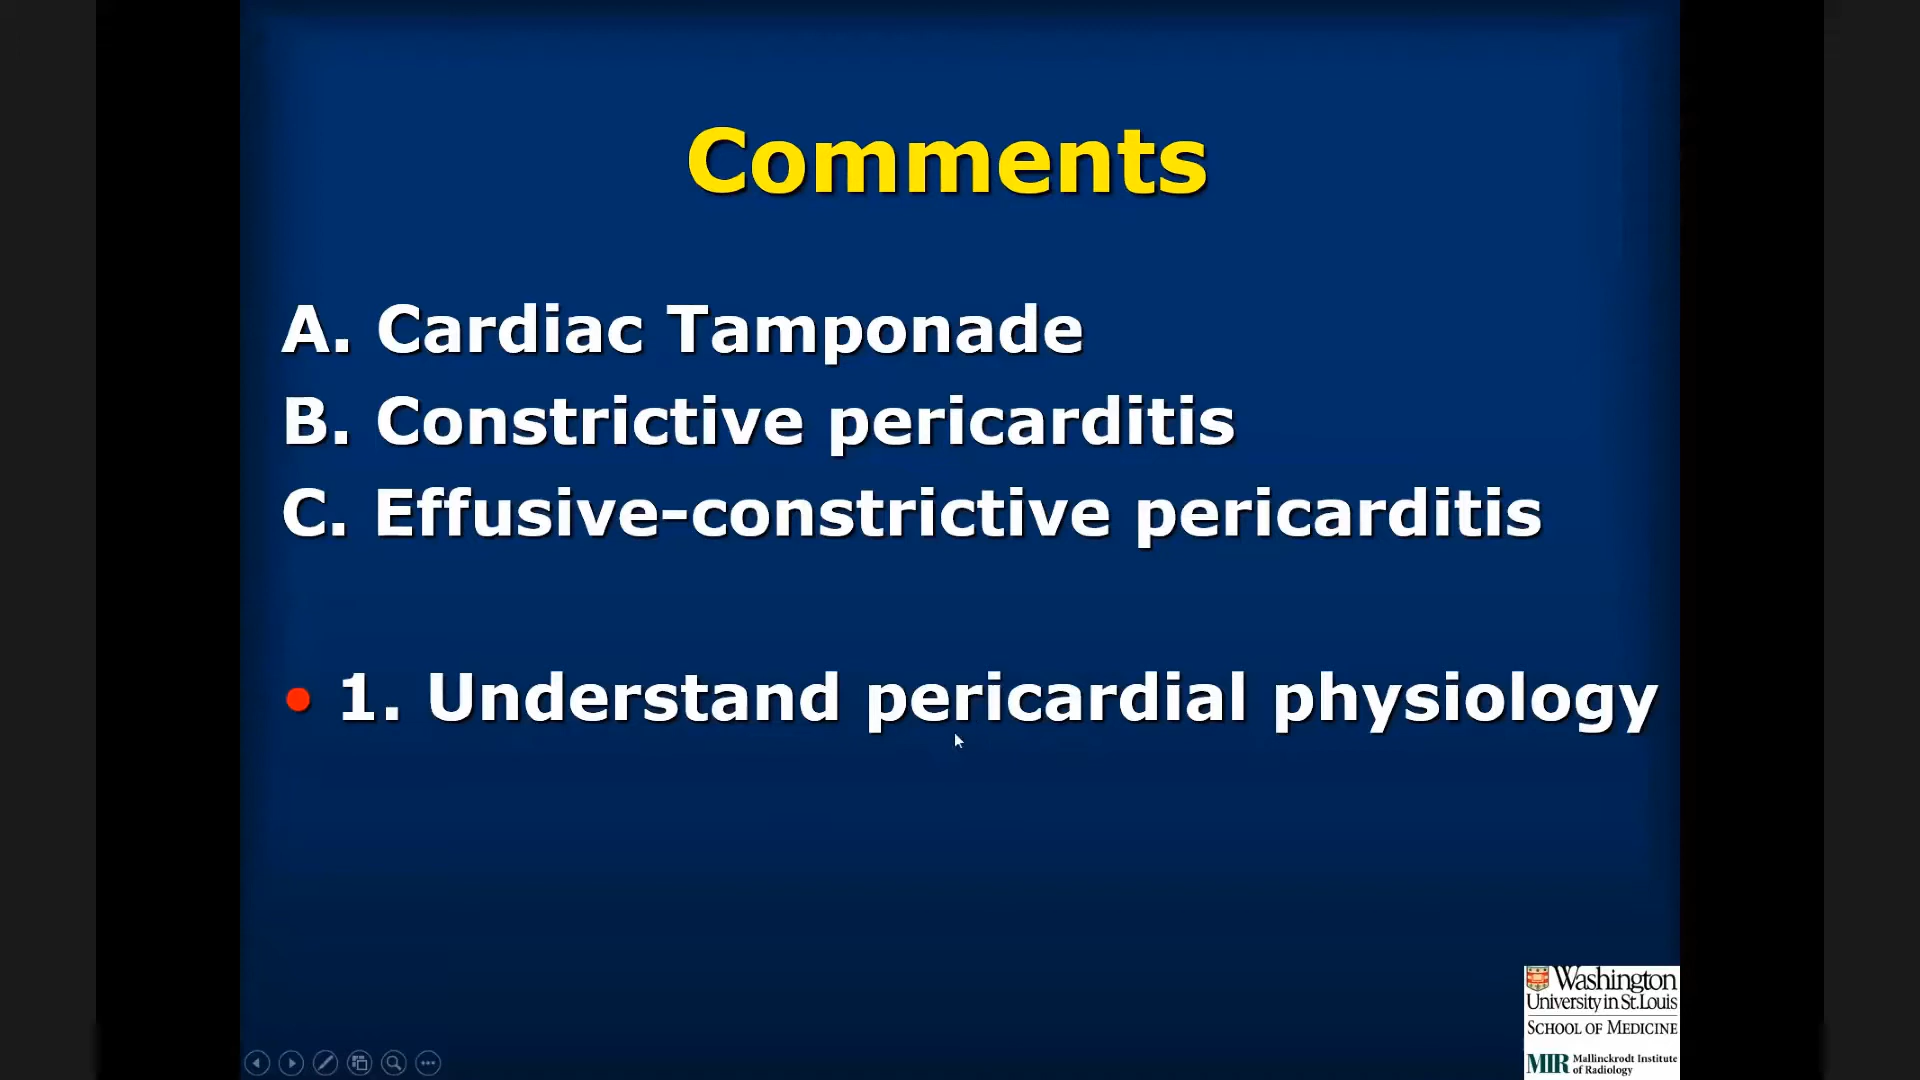 Comments
A. Cardiac Tamponade
B. Constrictive pericarditis
C. Effusive-constrictive pericarditis
• 1. Understand pericardial physiology
Washington
University in St. Louis
SCHOOL OF MEDICINE
MIR Mallinckrodt Institute
of Radiology